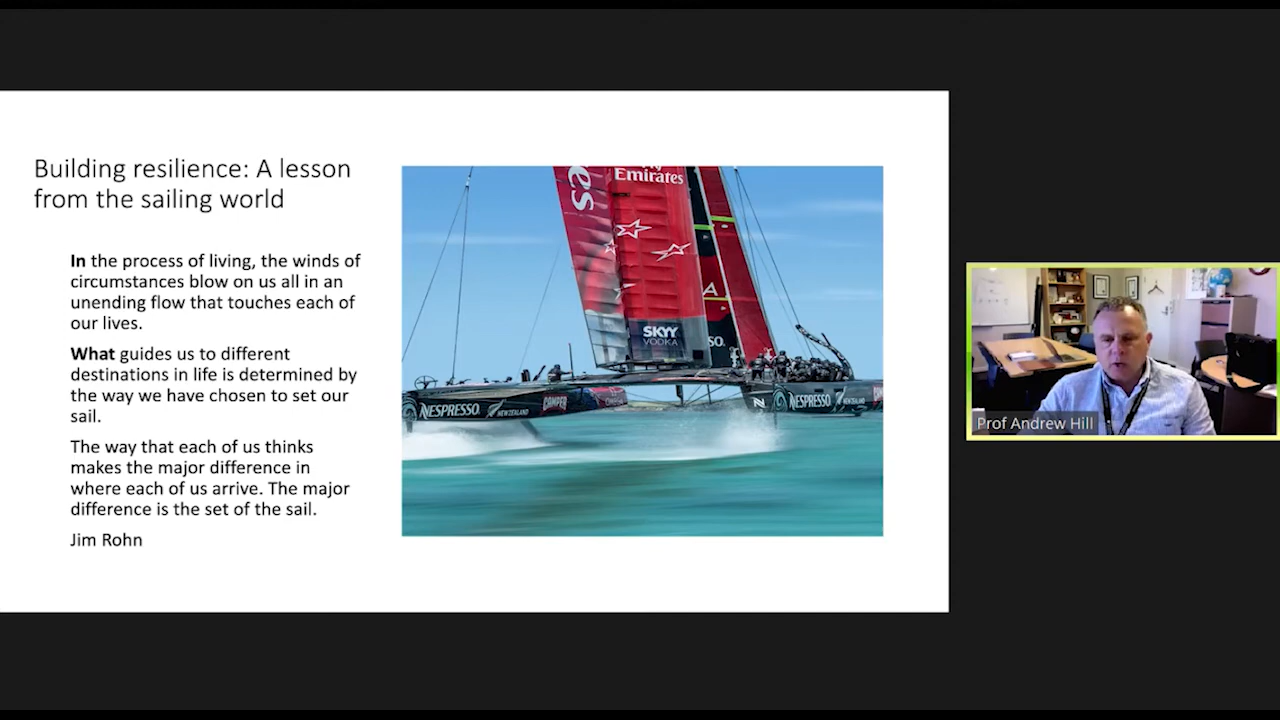 Building resilience: A lesson
from the sailing world
In the process of living, the winds of
circumstances blow on us all in an
unending flow that touches each of
our lives.
What guides us to different
destinations in life is determined by
the way we have chosen to set our
sail.
The way that each of us thinks
makes the major difference in
where each of us arrive. The major
difference is the set of the sail.
Jim Rohn
Emirates
es
SKYY
VODKA
SO.
NESPRESSO
NEW ZEALAND
CAMPER
NESPRESSO
Prof Andrew Hill